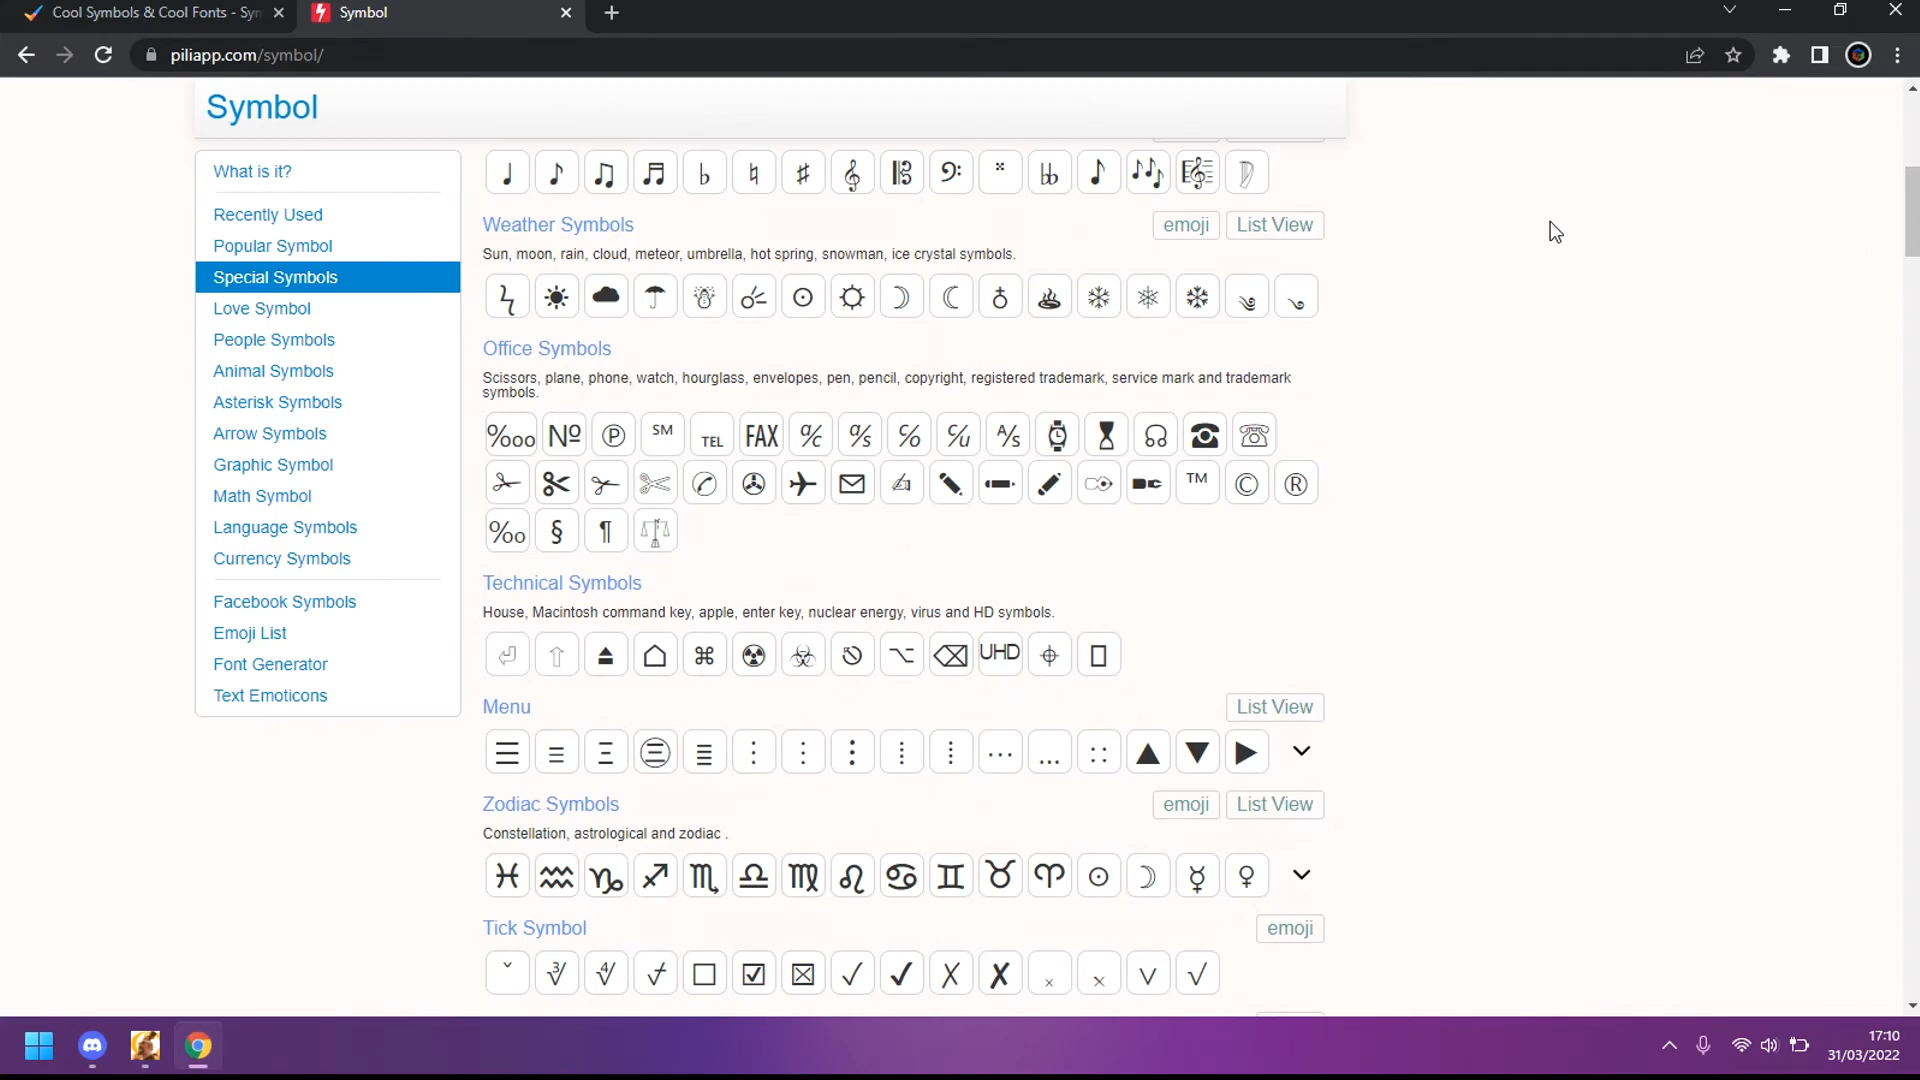 Cool Symbols & Cool Fonts - Sym
Symbol
piliapp.com/symbol/
Symbol
What is it?
Recently Used
Popular Symbol
Special Symbols
Love Symbol
People Symbols
Animal Symbols
Asterisk Symbols
Arrow Symbols
Graphic Symbol
Math Symbol
Language Symbols
Currency Symbols
Facebook Symbols
Emoji List
Font Generator
Text Emoticons
♩ ♪ ♫ ♬ ♭ ♮ ♯ 𝄞 𝄡 𝄢 𝄪 𝄫
Weather Symbols
emoji
List View
Sun, moon, rain, cloud, meteor, umbrella, hot spring, snowman, ice crystal symbols.
ϟ ☀ ☁ ☂ ☃ ☄ ☉ ☼ ☽ ☾ ♁ ♨ ❄ ❅ ❆
Office Symbols
Scissors, plane, phone, watch, hourglass, envelopes, pen, pencil, copyright, registered trademark, service mark and trademark
symbols.
‱ № ℗ ℠ ℡ ℻ ℀ ℁ ℅ ℆ ⅍ ⌚ ⌛ ☊ ☎ ☏
✁ ✂ ✃ ✄ ✆ ✇ ✈ ✉ ✍ ✎ ✏ ✐ ✑ ✒ ™ © ®
‰ § ¶
Technical Symbols
House, Macintosh command key, apple, enter key, nuclear energy, virus and HD symbols.
⏎ ⇧ ⏏ ⌂ ⌘ ☢ ☣ ⎋ ⌥ ⌫ UHD ⌖
Menu
List View
☰ ≡ Ξ ㊂ ≣ ⋮ ⁝ ⁞ ⋯ … ∷ ▲ ▼ ▶
Zodiac Symbols
emoji
List View
Constellation, astrological and zodiac .
♓ ♒ ♑ ♐ ♏ ♎ ♍ ♌ ♋ ♊ ♉ ♈ ☉ ☽ ☿ ♀
Tick Symbol
emoji
ˇ ∛ ∜ ☐ ☑ ☒ ✓ ✔ ✗ ✘ ˟ ᵡ ∨ √
17:10
31/03/2022